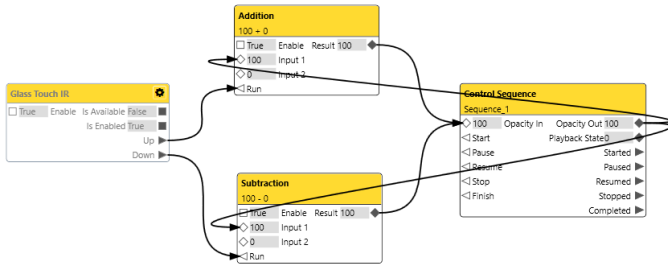 Addition
100 + 0
True Enable Result 100
100 Input 1
0 Input 2
Run
Glass Touch IR
True Enable Is Available False
Is Enabled True
Up
Down
Control Sequence
Sequence_1
100 Opacity In Opacity Out 100
Start Playback State 0
Pause Started
Resume Paused
Stop Resumed
Finish Stopped
Completed
Subtraction
100 - 0
True Enable Result 100
100 Input 1
0 Input 2
Run